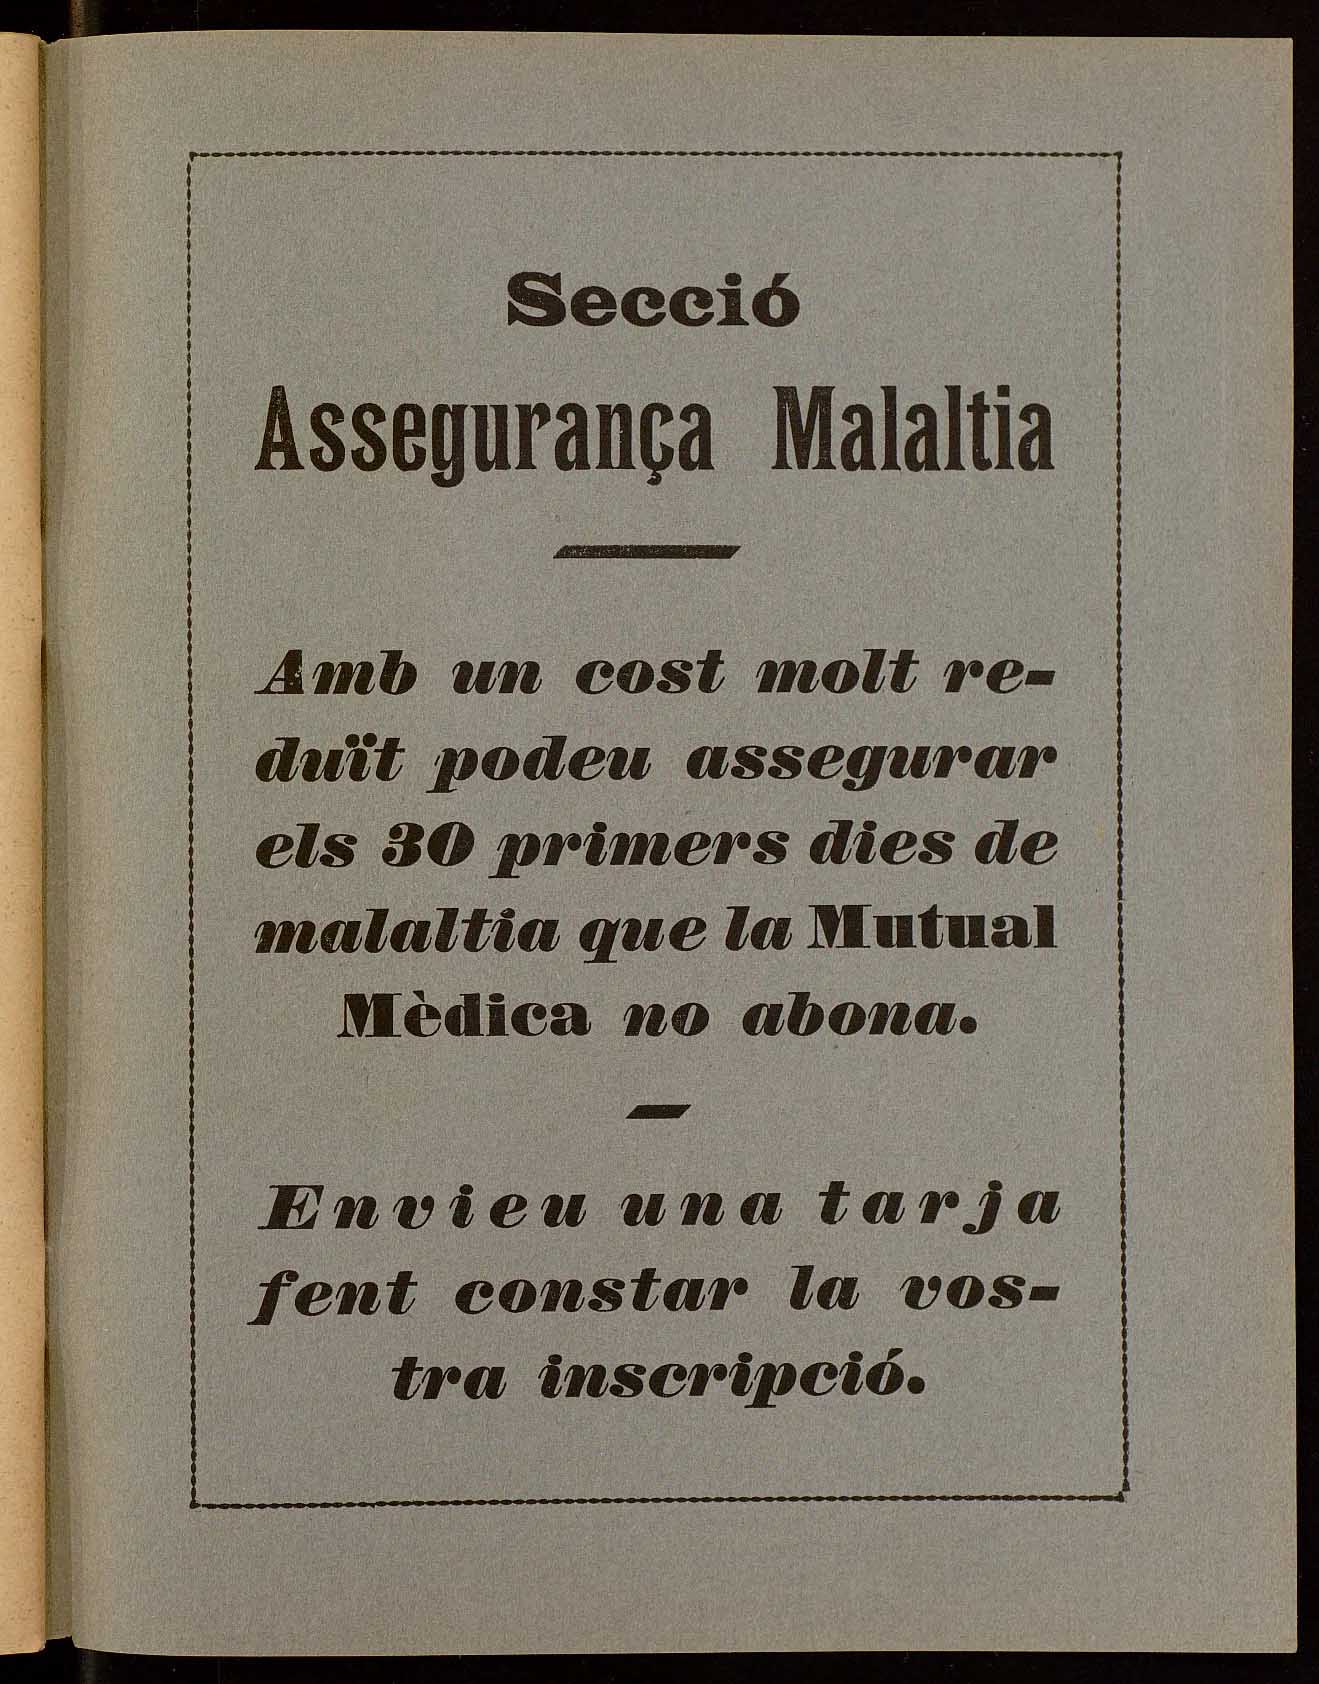 Secció
Assegurança Malaltia
Amb un cost molt re-
duït podeu assegurar
els 30 primers dies de
malaltia que la Mutual
Mèdica no abona.
Envieu una tarja
fent constar la vos-
tra inscripció.